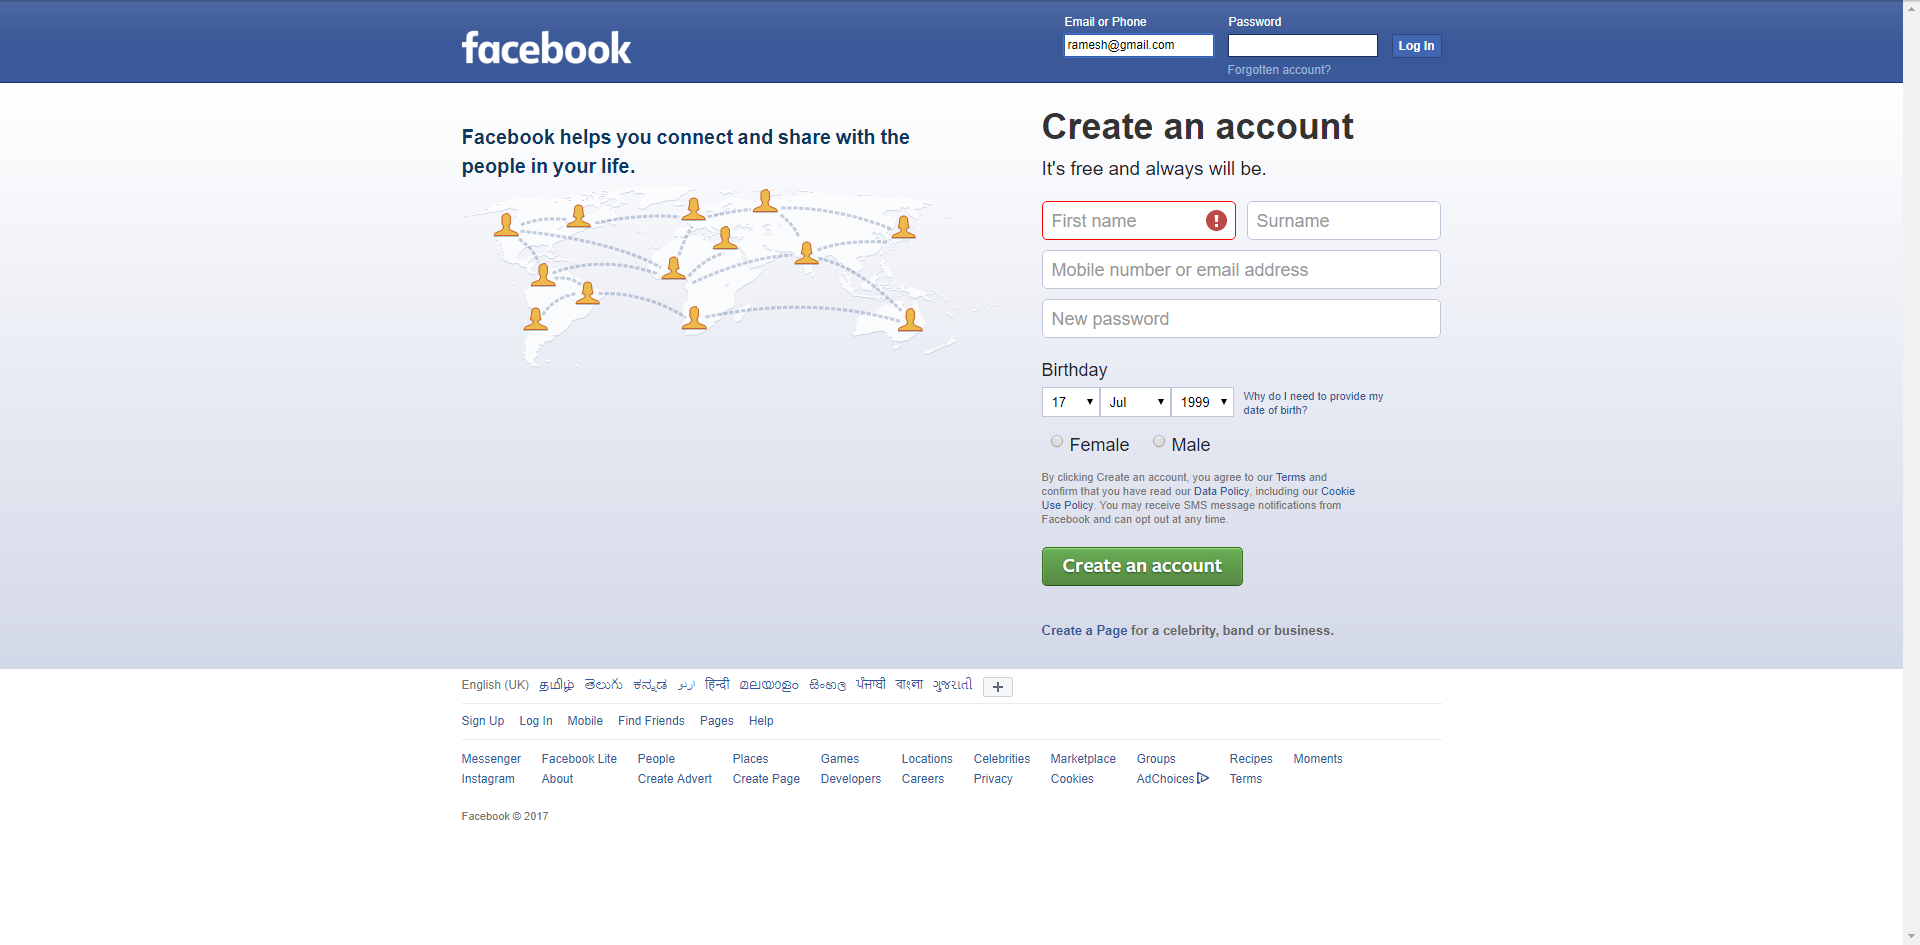 facebook
Email or Phone
Password
ramesh@gmail.com
Log In
Forgotten account?
Facebook helps you connect and share with the
people in your life.
Create an account
It's free and always will be.
First name
Surname
Mobile number or email address
New password
Birthday
17 Jul 1999
Why do I need to provide my
date of birth?
Female Male
By clicking Create an account, you agree to our Terms and
confirm that you have read our Data Policy, including our Cookie
Use Policy. You may receive SMS message notifications from
Facebook and can opt out at any time.
Create an account
Create a Page for a celebrity, band or business.
English (UK) தமிழ் తెలుగు ಕನ್ನಡ اردو हिन्दी മലയാളം සිංහල ਪੰਜਾਬੀ বাংলা ગુજરાતી
Sign Up Log In Mobile Find Friends Pages Help
Messenger Facebook Lite People Places Games Locations Celebrities Marketplace Groups Recipes Moments
Instagram About Create Advert Create Page Developers Careers Privacy Cookies AdChoices Terms
Facebook © 2017